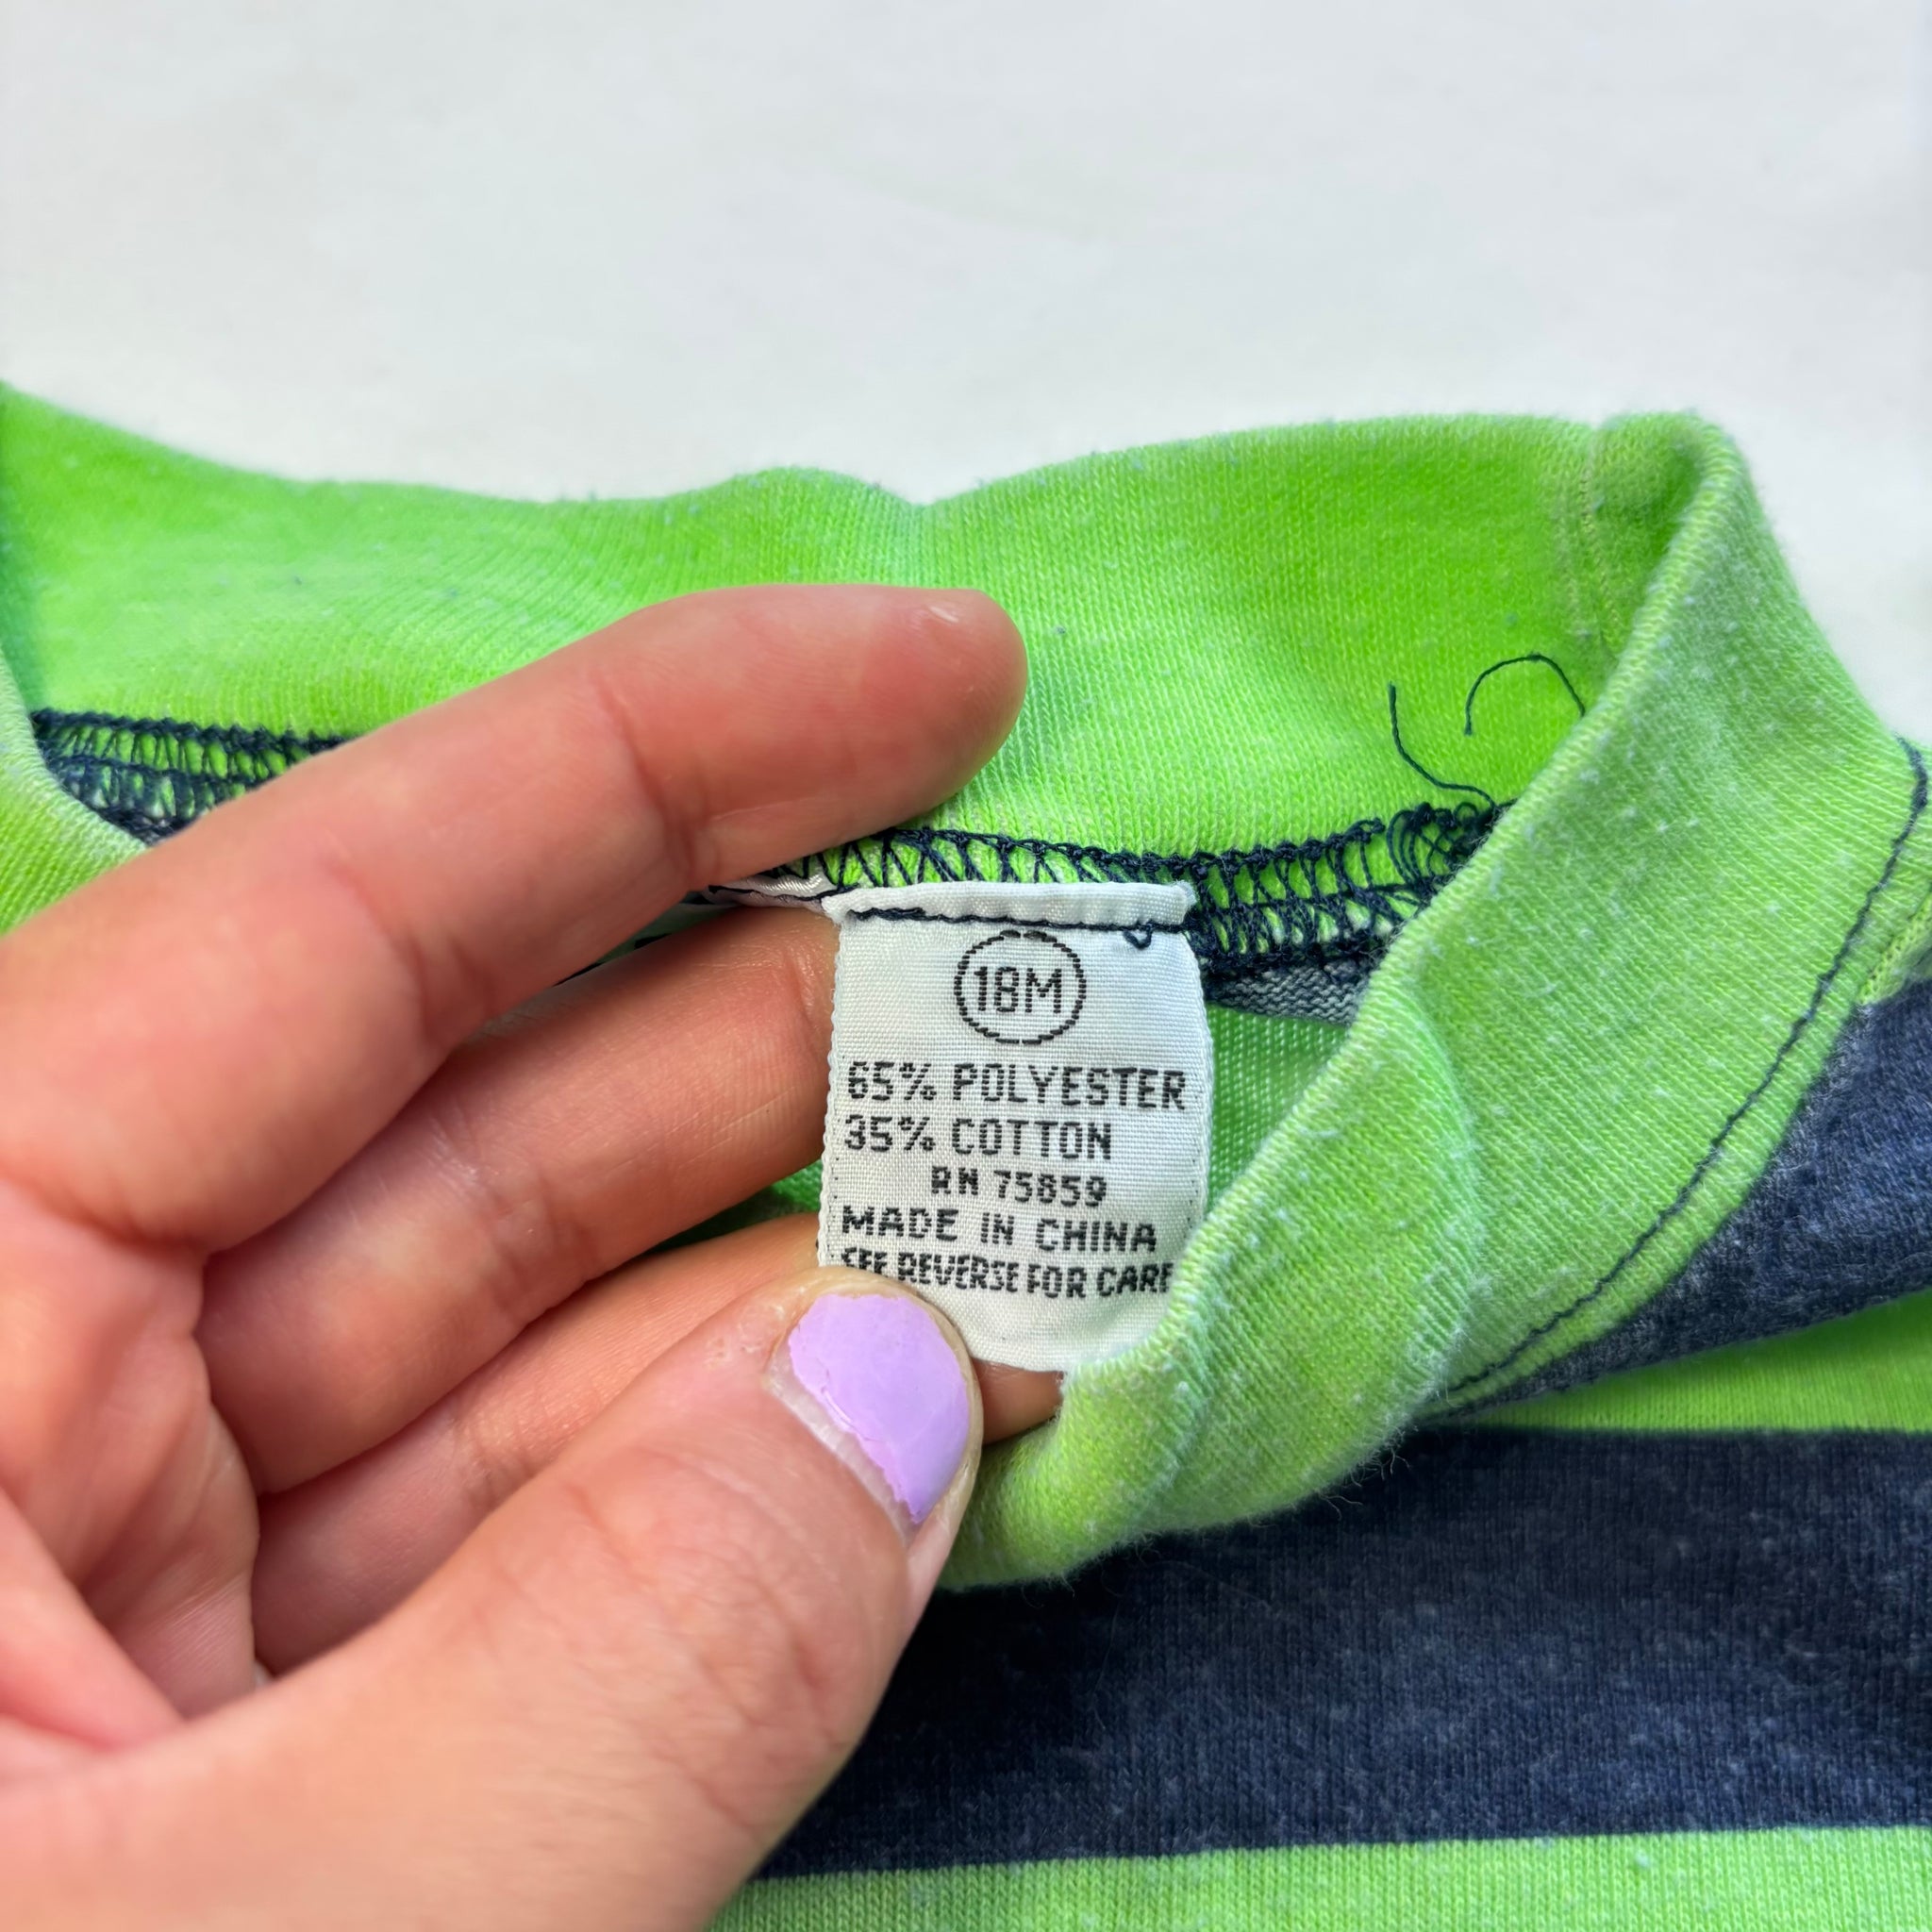 18M
65% POLYESTER
35% COTTON
RN 75859
MADE IN CHINA
SEE REVERSE FOR CARE